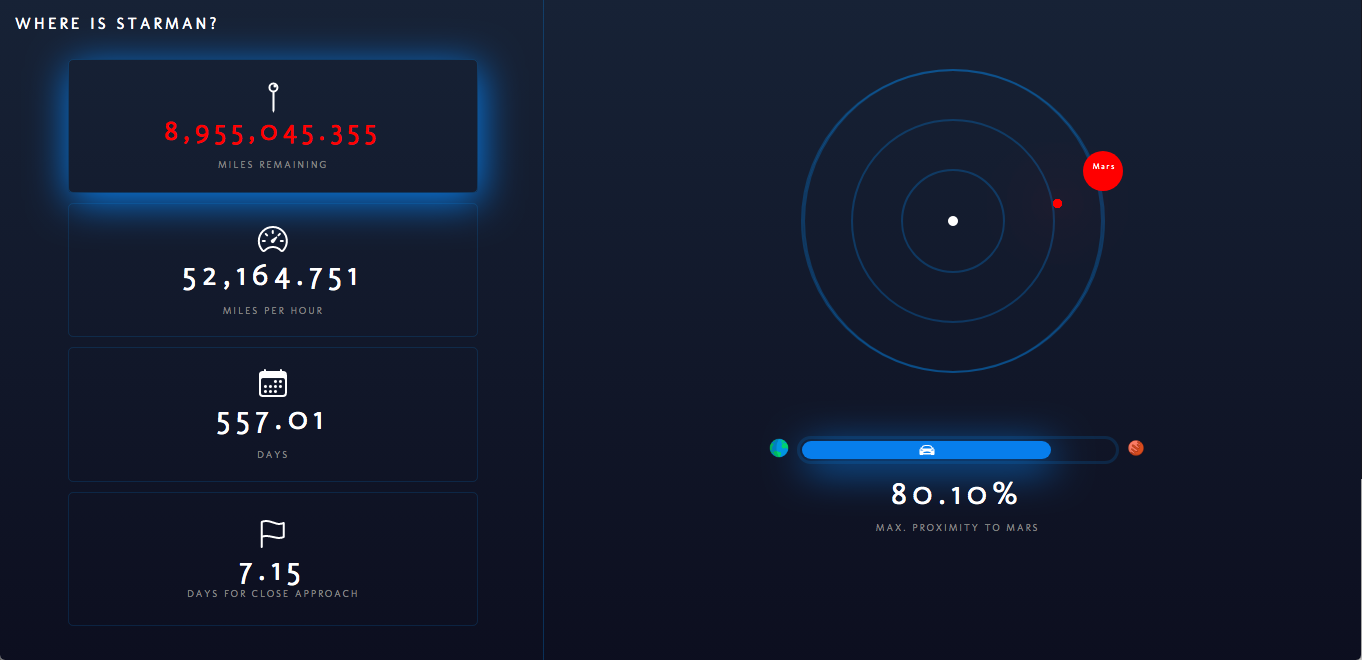 WHERE IS STARMAN?
8,955,045.355
MILES REMAINING
52,164.751
MILES PER HOUR
557.01
DAYS
7.15
DAYS FOR CLOSE APPROACH
Mars
80.10%
MAX. PROXIMITY TO MARS